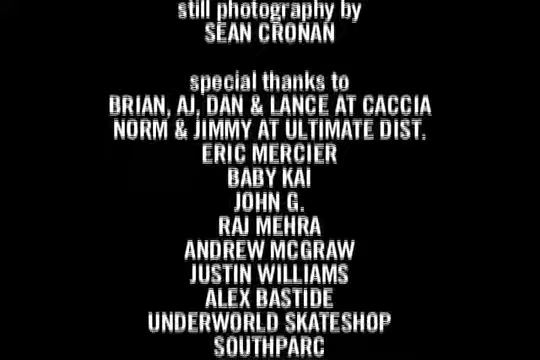 still photography by
SEAN CRONAN
special thanks to
BRIAN, AJ, DAN & LANCE AT CACCIA
NORM & JIMMY AT ULTIMATE DIST.
ERIC MERCIER
BABY KAI
JOHN G.
RAJ MEHRA
ANDREW MCGRAW
JUSTIN WILLIAMS
ALEX BASTIDE
UNDERWORLD SKATESHOP
SOUTHPARC